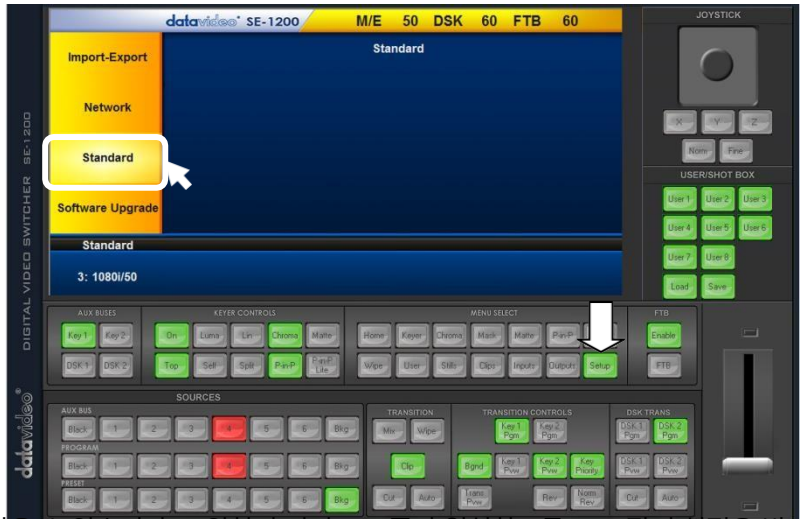 datavideo SE-1200 M/E 50 DSK 60 FTB 60
Standard
Import-Export
Network
Standard
Software Upgrade
Standard
3: 1080i/50
JOYSTICK
X Y Z
Norm Fine
USER/SHOT BOX
User 1 User 2 User 3
User 4 User 5 User 6
User 7 User 8
Load Save
DIGITAL VIDEO SWITCHER SE-1200
datavideo
AUX BUSES KEYER CONTROLS MENU SELECT FTB
Key 1 Key 2 On Luma Lin Chroma Matte Home Keyer Chroma Mask Matte P-in-P Enable
DSK 1 DSK 2 Top Self Split P-in-P P-in-P Lite Wipe User Stills Clips Inputs Outputs Setup FTB
SOURCES
AUX BUS
Black 1 2 3 4 5 6 Bkg
PROGRAM
Black 1 2 3 4 5 6 Bkg
PRESET
Black 1 2 3 4 5 6 Bkg
TRANSITION
Mix Wipe
Clip
Cut Auto
TRANSITION CONTROLS
Key 1 Pgm Key 2 Pgm
Bgnd Key 1 Pvw Key 2 Pvw Key Priority
Trans Pvw Rev Norm Rev
DSK TRANS
DSK 1 Pgm DSK 2 Pgm
DSK 1 Pvw DSK 2 Pvw
Cut Auto